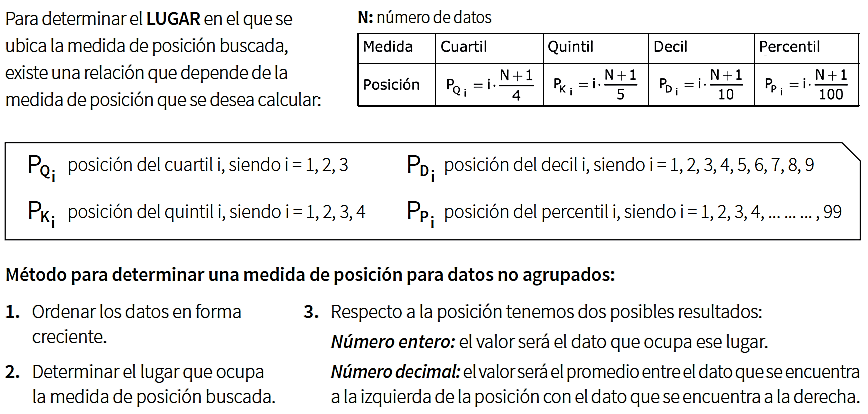 Para determinar el LUGAR en el que se
ubica la medida de posición buscada,
existe una relación que depende de la
medida de posición que se desea calcular:
N: número de datos
Medida Cuartil Quintil Decil Percentil
Posición P_{Q_i} = i · (N + 1)/4 P_{K_i} = i · (N + 1)/5 P_{D_i} = i · (N + 1)/10 P_{P_i} = i · (N + 1)/100
P_{Q_i} posición del cuartil i, siendo i = 1, 2, 3
P_{D_i} posición del decil i, siendo i = 1, 2, 3, 4, 5, 6, 7, 8, 9
P_{K_i} posición del quintil i, siendo i = 1, 2, 3, 4
P_{P_i} posición del percentil i, siendo i = 1, 2, 3, 4, ... ... ... , 99
Método para determinar una medida de posición para datos no agrupados:
1. Ordenar los datos en forma
creciente.
2. Determinar el lugar que ocupa
la medida de posición buscada.
3. Respecto a la posición tenemos dos posibles resultados:
Número entero: el valor será el dato que ocupa ese lugar.
Número decimal: el valor será el promedio entre el dato que se encuentra
a la izquierda de la posición con el dato que se encuentra a la derecha.